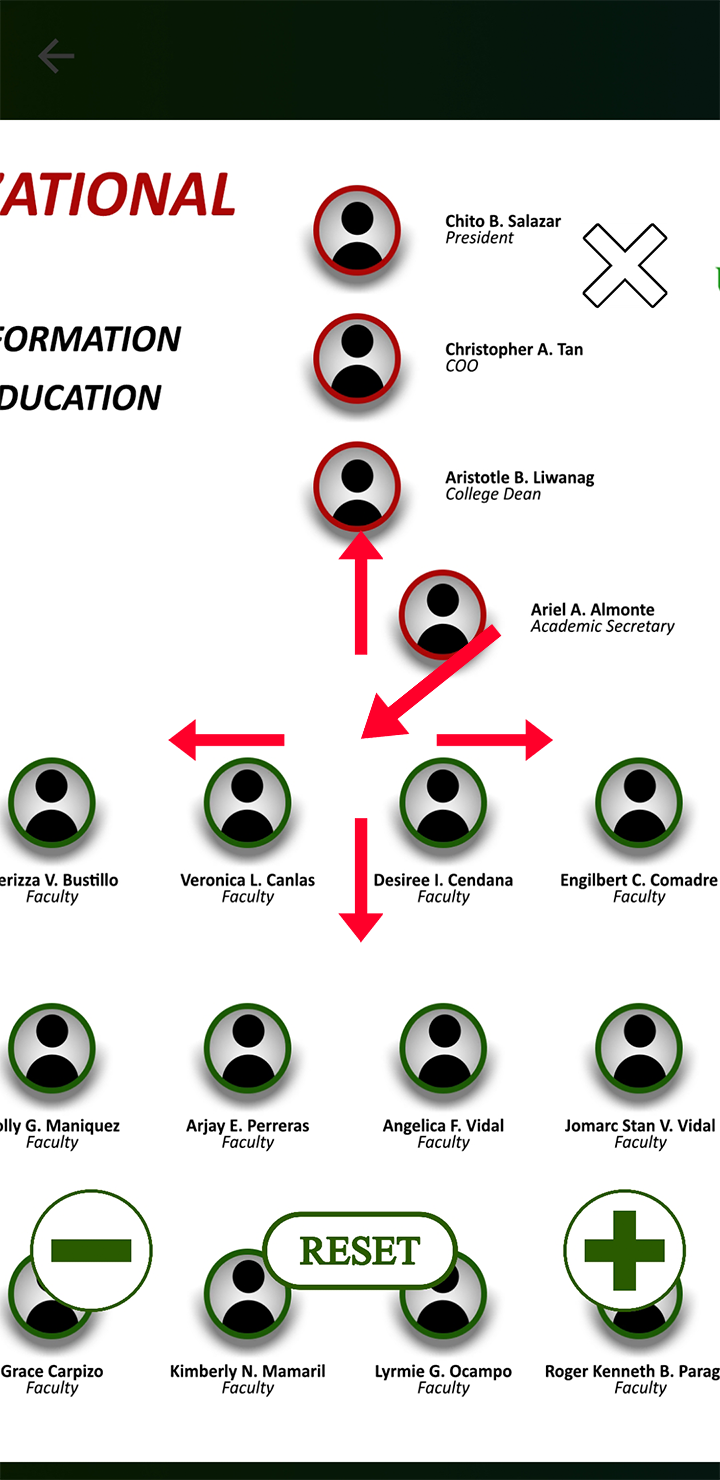 ZATIONAL
FORMATION
DUCATION
Chito B. Salazar
President
Christopher A. Tan
COO
Aristotle B. Liwanag
College Dean
Ariel A. Almonte
Academic Secretary
erizza V. Bustillo
Faculty
Veronica L. Canlas
Faculty
Desiree I. Cendana
Faculty
Engilbert C. Comadre
Faculty
olly G. Maniquez
Faculty
Arjay E. Perreras
Faculty
Angelica F. Vidal
Faculty
Jomarc Stan V. Vidal
Faculty
RESET
Grace Carpizo
Faculty
Kimberly N. Mamaril
Faculty
Lyrmie G. Ocampo
Faculty
Roger Kenneth B. Parag
Faculty